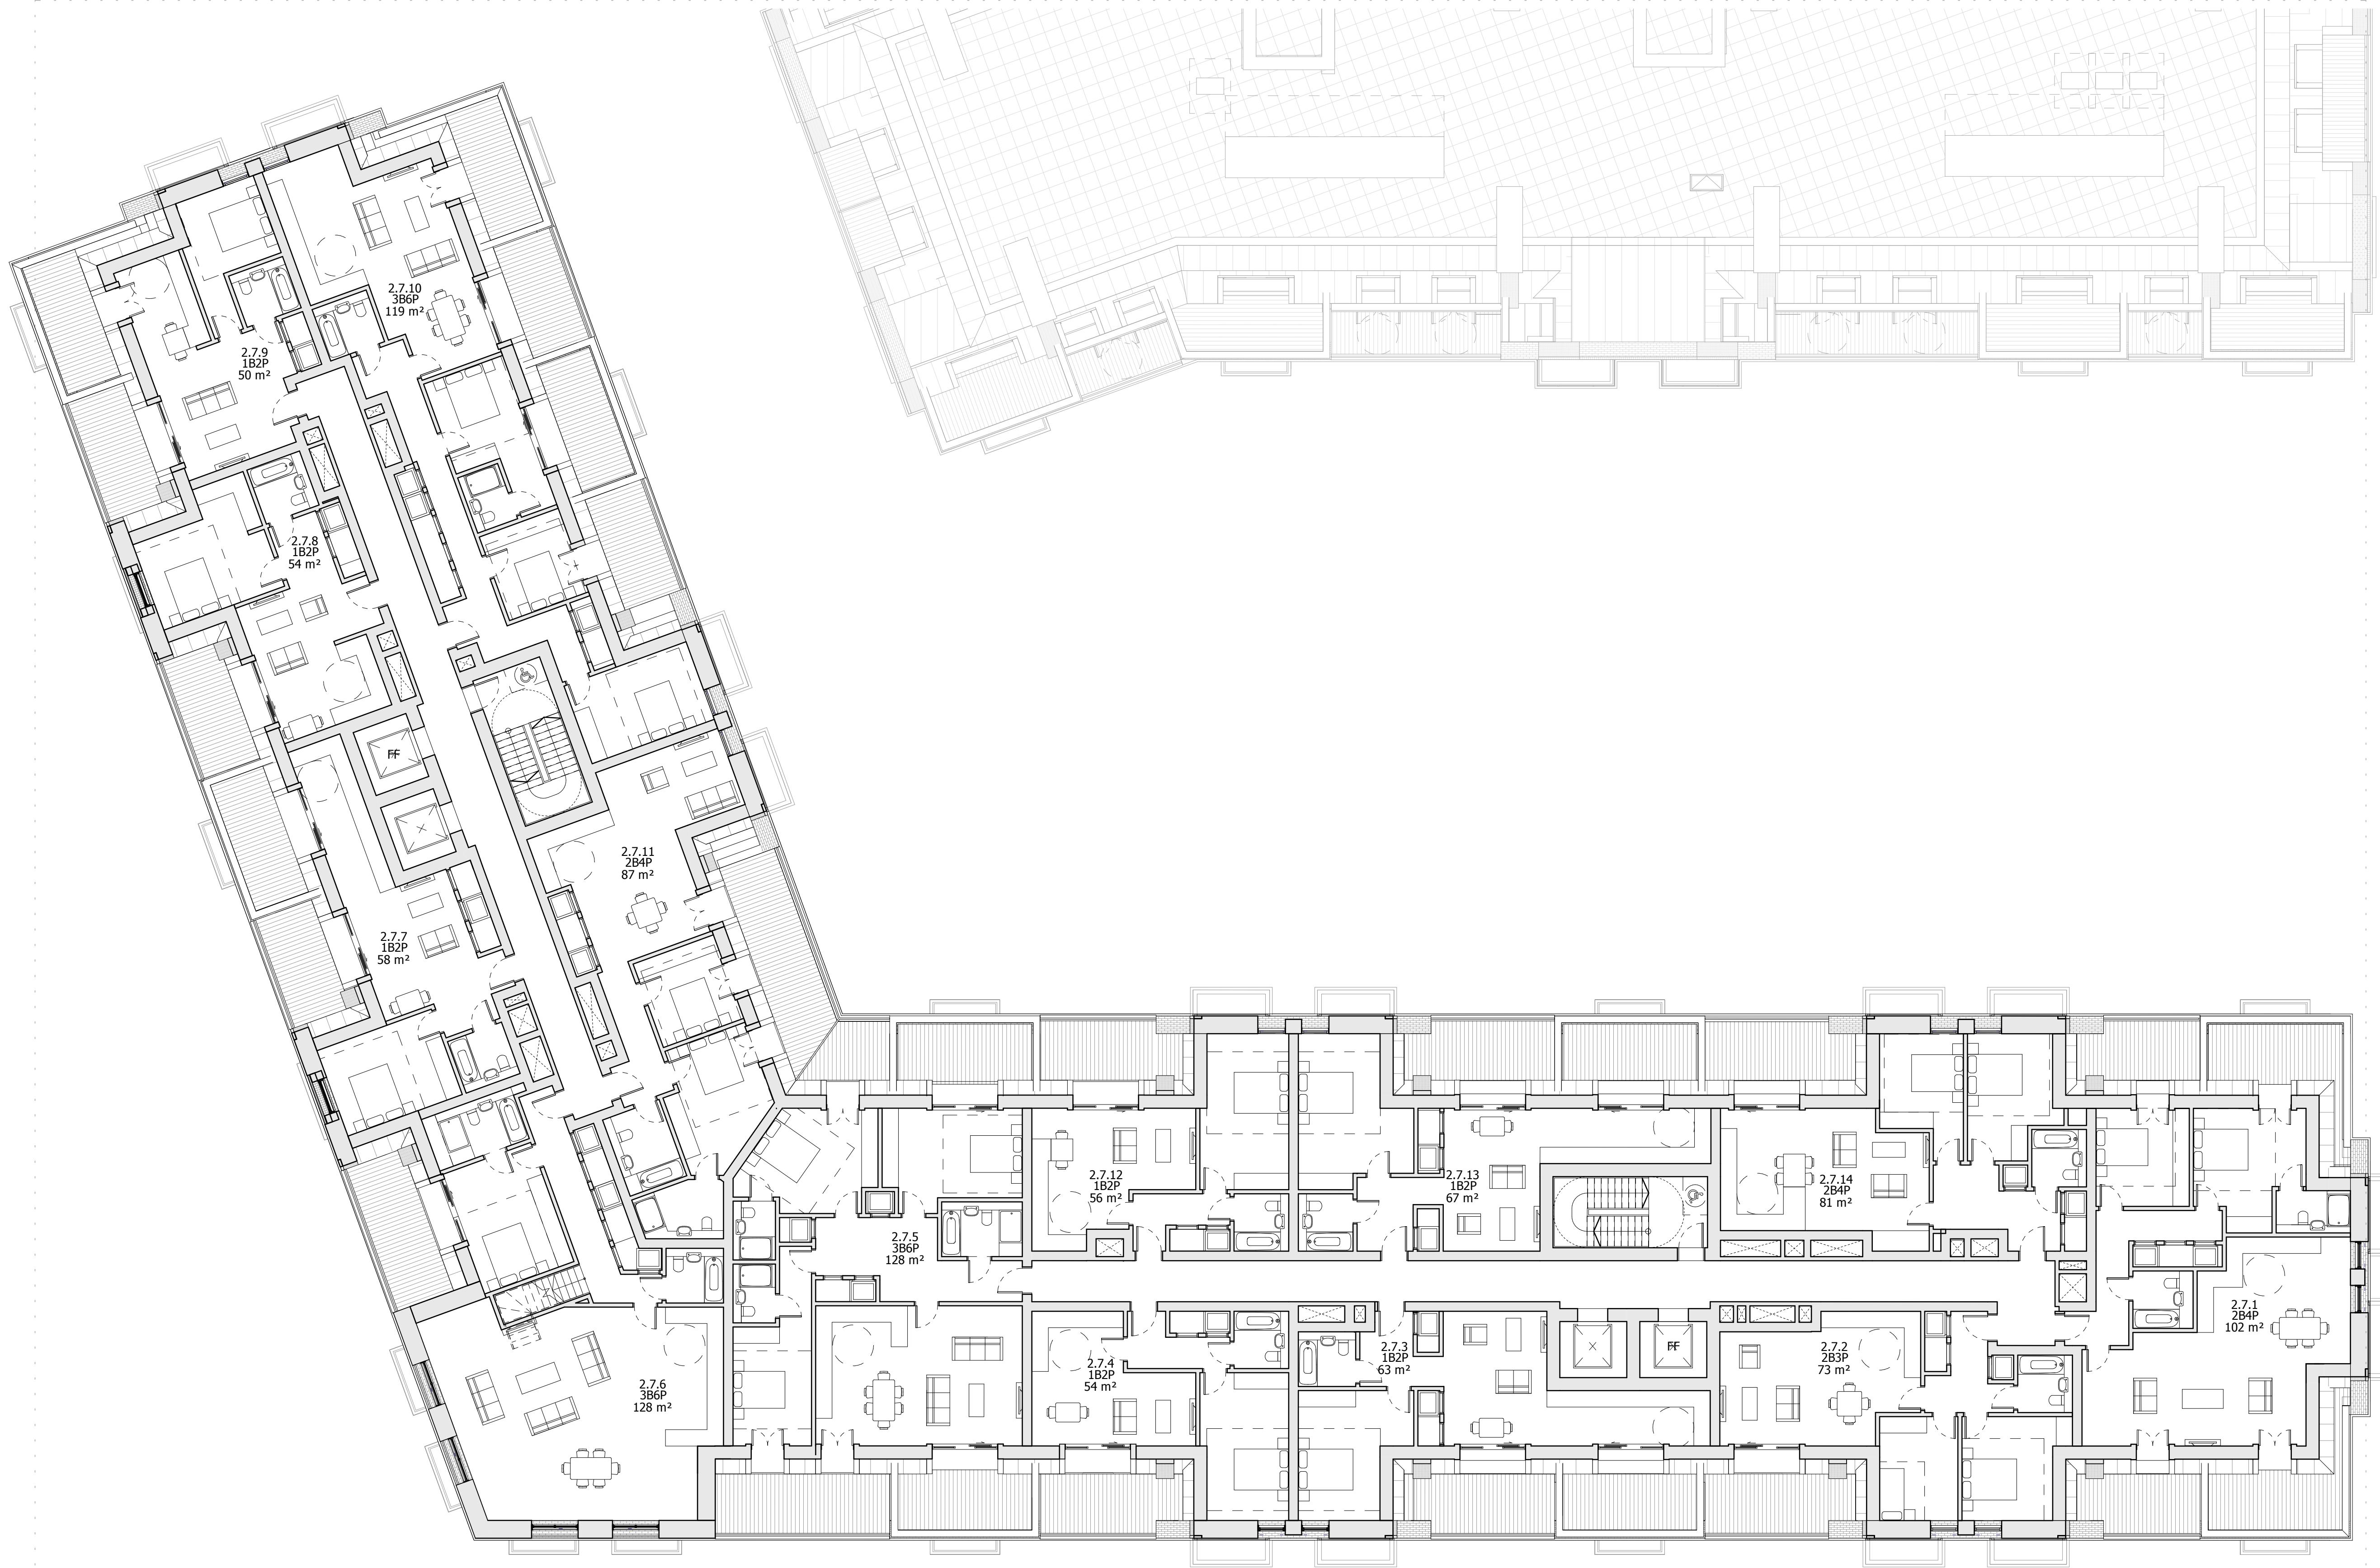 2.7.10
3B6P
119 m²
2.7.9
1B2P
50 m²
2.7.8
1B2P
54 m²
FF
2.7.11
2B4P
87 m²
2.7.7
1B2P
58 m²
2.7.12
1B2P
56 m²
2.7.13
1B2P
67 m²
2.7.14
2B4P
81 m²
2.7.5
3B6P
128 m²
2.7.1
2B4P
102 m²
2.7.6
3B6P
128 m²
2.7.4
1B2P
54 m²
2.7.3
1B2P
63 m²
FF
2.7.2
2B3P
73 m²